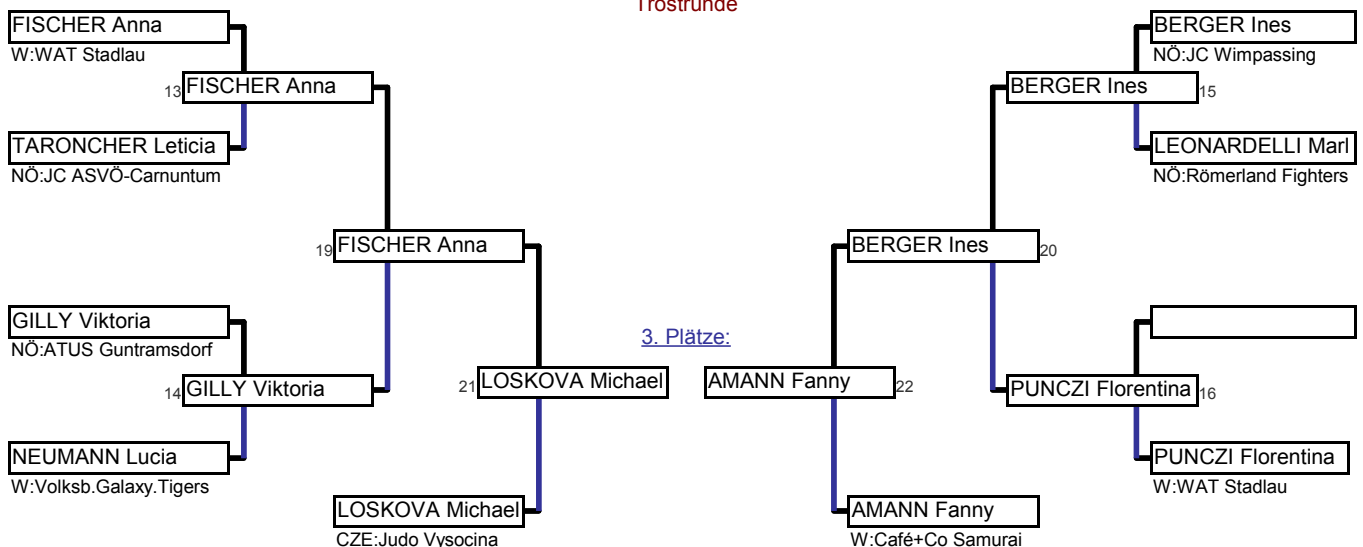 Trostrunde
FISCHER Anna
W:WAT Stadlau
13 FISCHER Anna
TARONCHER Leticia
NÖ:JC ASVÖ-Carnuntum
19 FISCHER Anna
GILLY Viktoria
NÖ:ATUS Guntramsdorf
14 GILLY Viktoria
NEUMANN Lucia
W:Volksb.Galaxy.Tigers
21 LOSKOVA Michael
LOSKOVA Michael
CZE:Judo Vysocina
3. Plätze:
BERGER Ines
NÖ:JC Wimpassing
BERGER Ines 15
LEONARDELLI Marl
NÖ:Römerland Fighters
BERGER Ines 20
AMANN Fanny 22
PUNCZI Florentina 16
PUNCZI Florentina
W:WAT Stadlau
AMANN Fanny
W:Café+Co Samurai